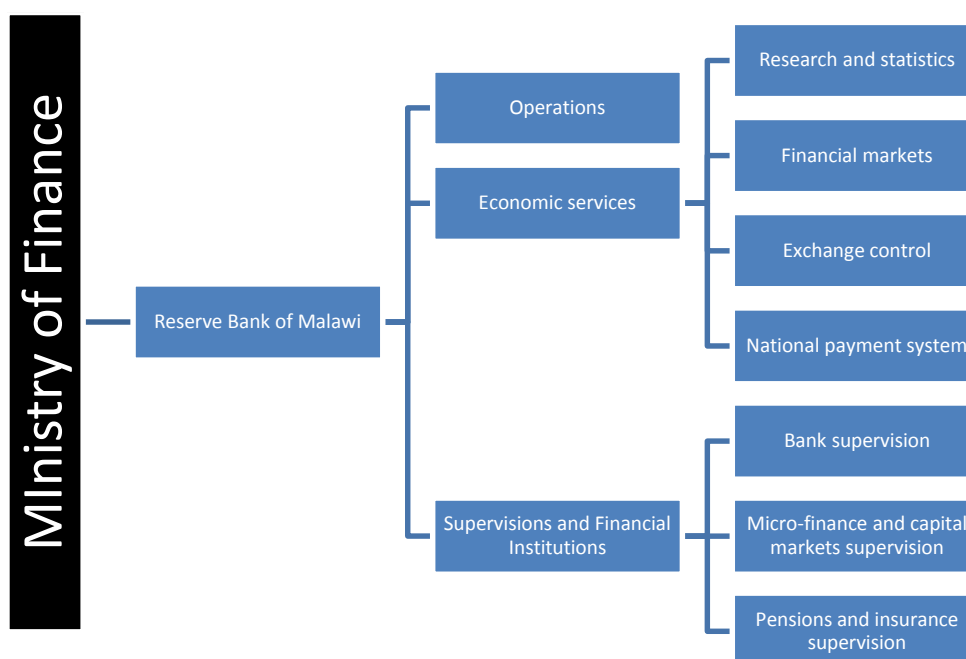 MInistry of Finance
Reserve Bank of Malawi
Operations
Economic services
Research and statistics
Financial markets
Exchange control
National payment system
Supervisions and Financial
Institutions
Bank supervision
Micro-finance and capital
markets supervision
Pensions and insurance
supervision